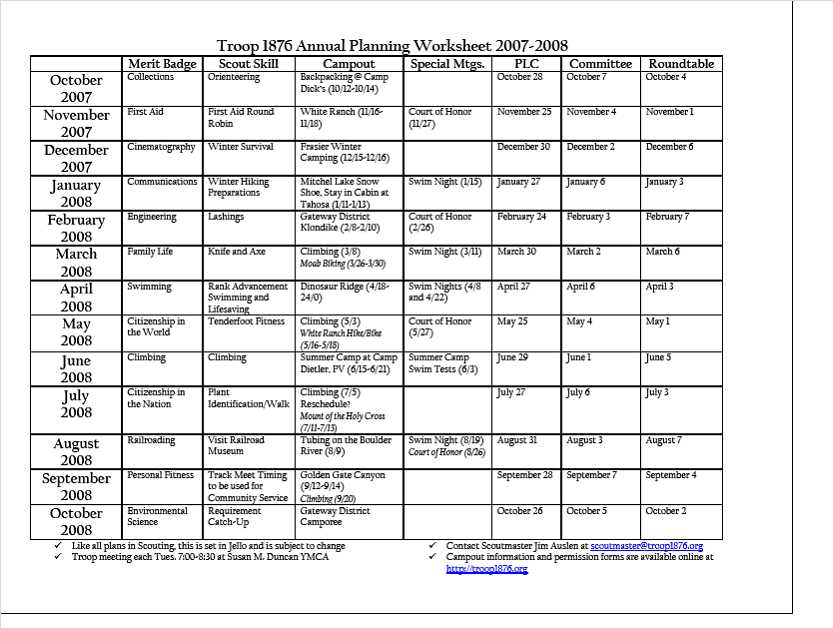 Troop 1876 Annual Planning Worksheet 2007-2008
Merit Badge Scout Skill Campout Special Mtgs. PLC Committee Roundtable
October 2007 Collections Orienteering Backpacking @ Camp Dick's (10/12-10/14) October 28 October 7 October 4
November 2007 First Aid First Aid Round Robin White Ranch (11/16-11/18) Court of Honor (11/27) November 25 November 4 November 1
December 2007 Cinematography Winter Survival Frasier Winter Camping (12/15-12/16) December 30 December 2 December 6
January 2008 Communications Winter Hiking Preparations Mitchel Lake Snow Shoe, Stay in Cabin at Tahosa (1/11-1/13) Swim Night (1/15) January 27 January 6 January 3
February 2008 Engineering Lashings Gateway District Klondike (2/8-2/10) Court of Honor (2/26) February 24 February 3 February 7
March 2008 Family Life Knife and Axe Climbing (3/8) Moab Biking (3/26-3/30) Swim Night (3/11) March 30 March 2 March 6
April 2008 Swimming Rank Advancement Swimming and Lifesaving Dinosaur Ridge (4/18-24/0) Swim Nights (4/8 and 4/22) April 27 April 6 April 3
May 2008 Citizenship in the World Tenderfoot Fitness Climbing (5/3) White Ranch Hike/Bike (5/16-5/18) Court of Honor (5/27) May 25 May 4 May 1
June 2008 Climbing Climbing Summer Camp at Camp Dietler, PV (6/15-6/21) Summer Camp Swim Tests (6/3) June 29 June 1 June 5
July 2008 Citizenship in the Nation Plant Identification/Walk Climbing (7/5) Reschedule? Mount of the Holy Cross (7/11-7/13) July 27 July 6 July 3
August 2008 Railroading Visit Railroad Museum Tubing on the Boulder River (8/9) Swim Night (8/19) Court of Honor (8/26) August 31 August 3 August 7
September 2008 Personal Fitness Track Meet Timing to be used for Community Service Golden Gate Canyon (9/12-9/14) Climbing (9/20) September 28 September 7 September 4
October 2008 Environmental Science Requirement Catch-Up Gateway District Camporee October 26 October 5 October 2
✓ Like all plans in Scouting, this is set in Jello and is subject to change
✓ Troop meeting each Tues. 7:00-8:30 at Susan M. Duncan YMCA
✓ Contact Scoutmaster Jim Auslen at scoutmaster@troop1876.org
✓ Campout information and permission forms are available online at
http://troop1876.org